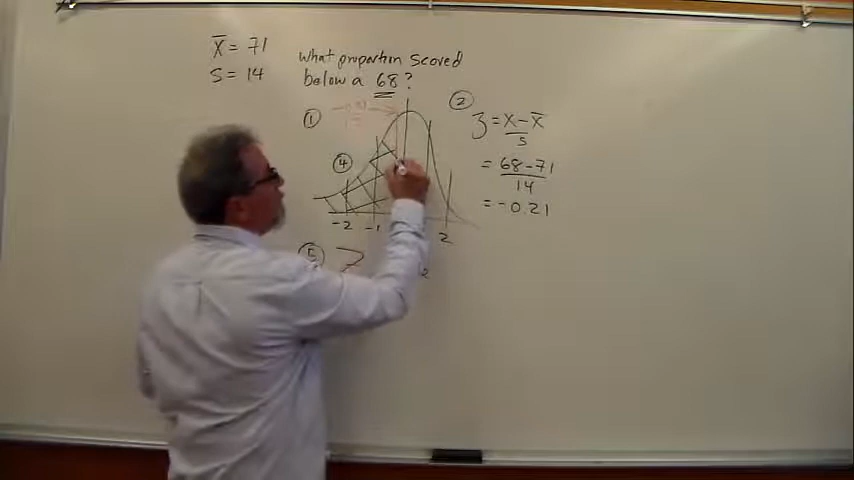 x̄ = 71
s = 14
What proportion scored
below a 68?
①
②
z = x - x̄
s
= 68 - 71
14
= -0.21
④
-2 -1
2
⑤
2